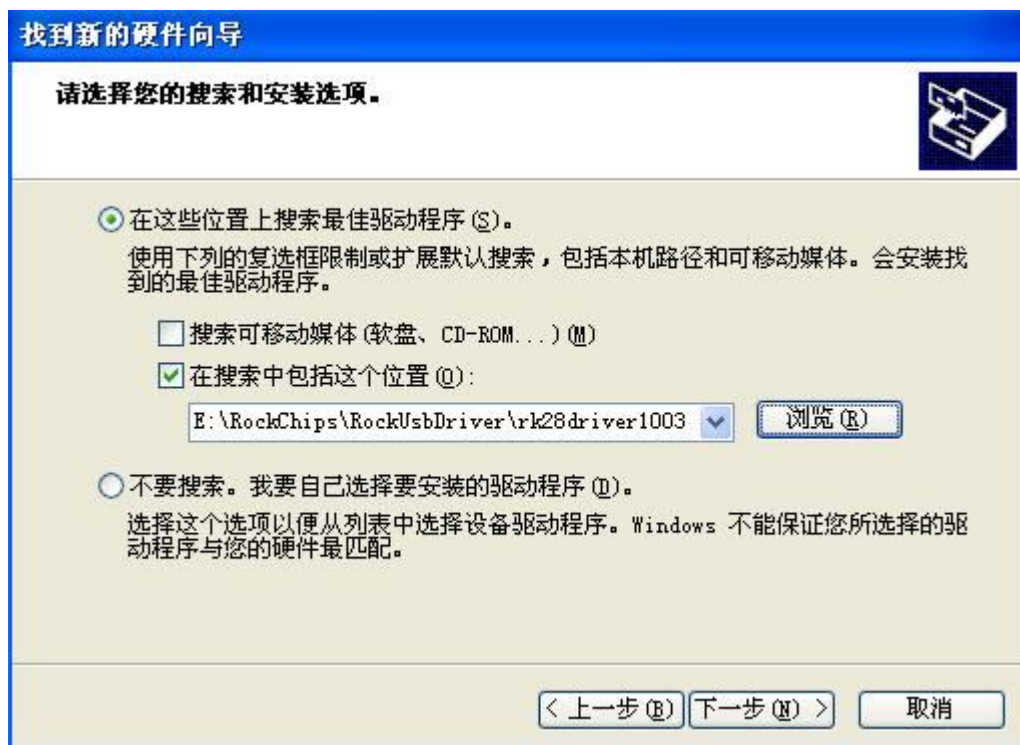 找到新的硬件向导
请选择您的搜索和安装选项。
在这些位置上搜索最佳驱动程序(S)。
使用下列的复选框限制或扩展默认搜索，包括本机路径和可移动媒体。会安装找
到的最佳驱动程序。
搜索可移动媒体(软盘、CD-ROM...)(M)
在搜索中包括这个位置(O):
E:\RockChips\RockUsbDriver\rk28driver1003
浏览(R)
不要搜索。我要自己选择要安装的驱动程序(D)。
选择这个选项以便从列表中选择设备驱动程序。Windows 不能保证您所选择的驱
动程序与您的硬件最匹配。
< 上一步(B) 下一步(N) > 取消